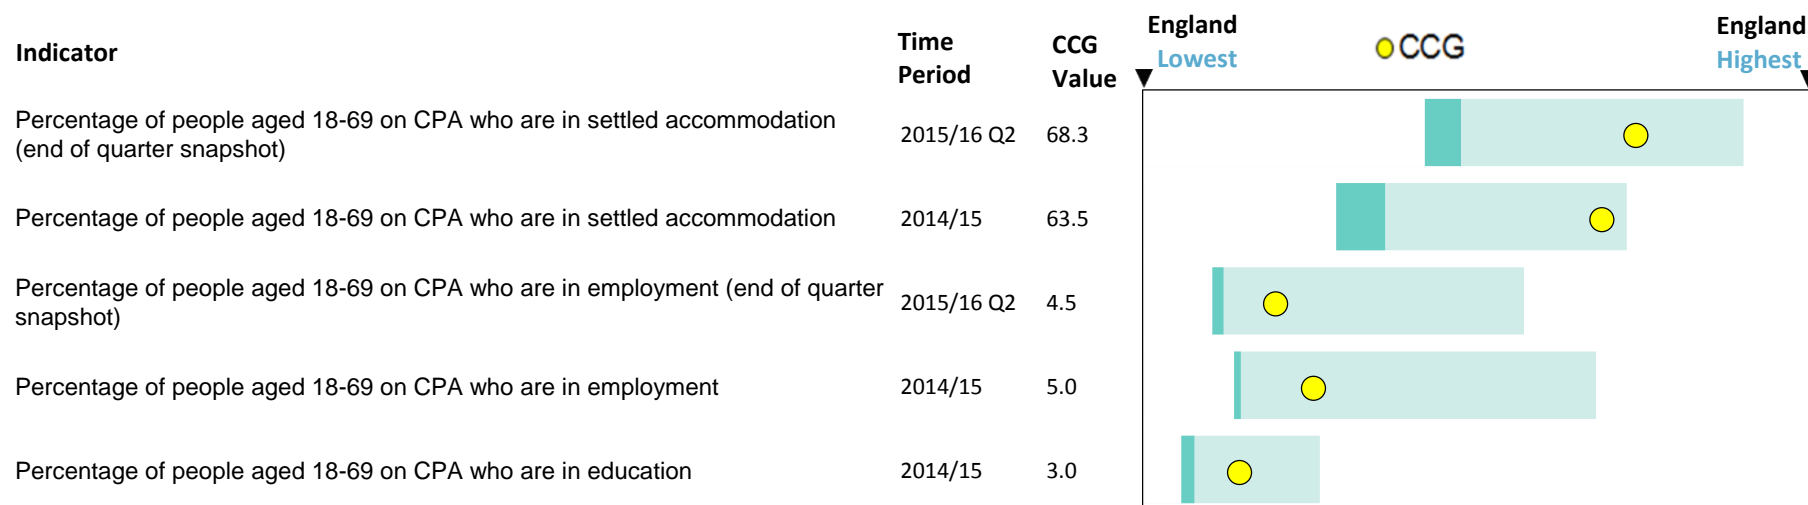 Indicator
Time
Period
CCG
Value
England
Lowest
CCG
England
Highest
Percentage of people aged 18-69 on CPA who are in settled accommodation
(end of quarter snapshot)
2015/16 Q2
68.3
Percentage of people aged 18-69 on CPA who are in settled accommodation
2014/15
63.5
Percentage of people aged 18-69 on CPA who are in employment (end of quarter
snapshot)
2015/16 Q2
4.5
Percentage of people aged 18-69 on CPA who are in employment
2014/15
5.0
Percentage of people aged 18-69 on CPA who are in education
2014/15
3.0